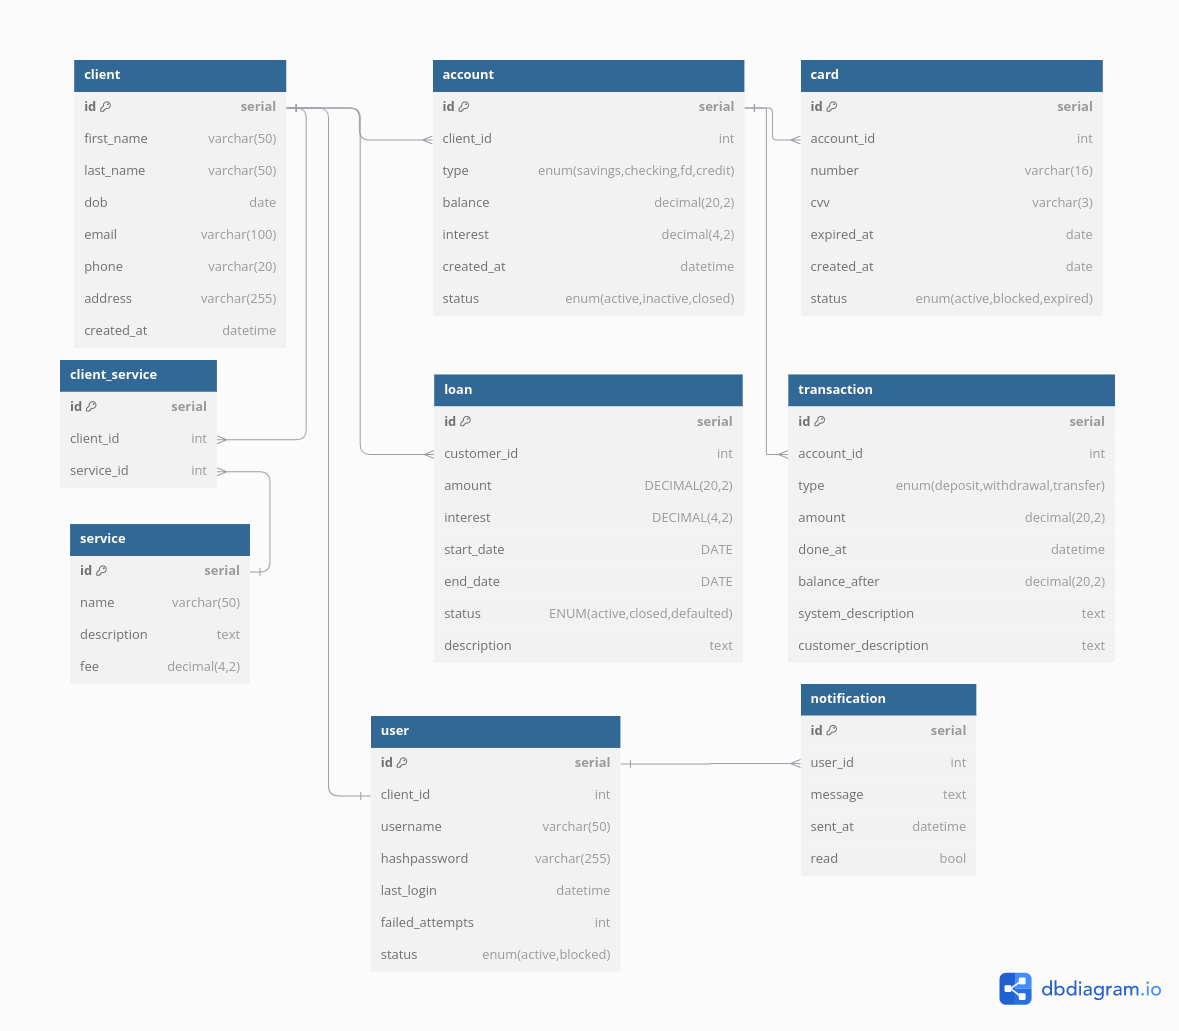 client
id serial
first_name varchar(50)
last_name varchar(50)
dob date
email varchar(100)
phone varchar(20)
address varchar(255)
created_at datetime
account
id serial
client_id int
type enum(savings,checking,fd,credit)
balance decimal(20,2)
interest decimal(4,2)
created_at datetime
status enum(active,inactive,closed)
card
id serial
account_id int
number varchar(16)
cvv varchar(3)
expired_at date
created_at date
status enum(active,blocked,expired)
client_service
id serial
client_id int
service_id int
loan
id serial
customer_id int
amount DECIMAL(20,2)
interest DECIMAL(4,2)
start_date DATE
end_date DATE
status ENUM(active,closed,defaulted)
description text
transaction
id serial
account_id int
type enum(deposit,withdrawal,transfer)
amount decimal(20,2)
done_at datetime
balance_after decimal(20,2)
system_description text
customer_description text
service
id serial
name varchar(50)
description text
fee decimal(4,2)
user
id serial
client_id int
username varchar(50)
hashpassword varchar(255)
last_login datetime
failed_attempts int
status enum(active,blocked)
notification
id serial
user_id int
message text
sent_at datetime
read bool
dbdiagram.io